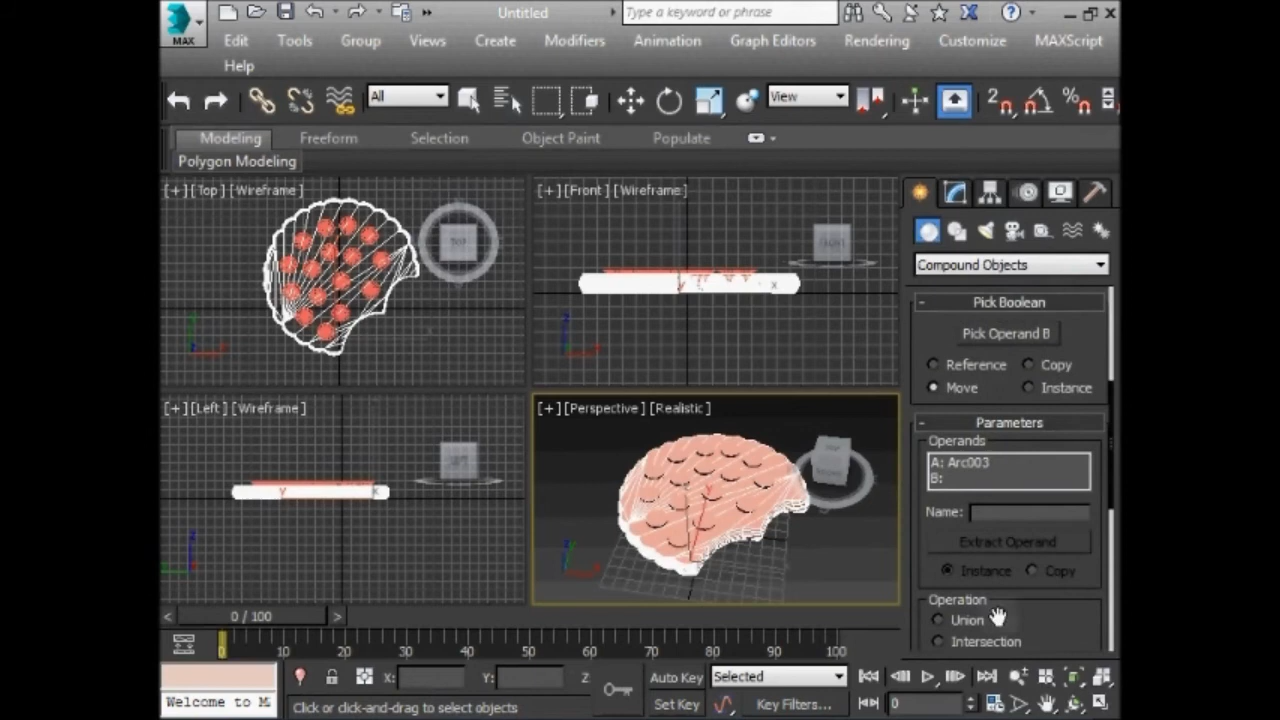 Untitled
Type a keyword or phrase
MAX
Edit Tools Group Views Create Modifiers Animation Graph Editors Rendering Customize MAXScript
Help
All
View
2
%
Modeling Freeform Selection Object Paint Populate
Polygon Modeling
[+] [Top] [Wireframe]
[+] [Front] [Wireframe]
TOP
FRONT
Compound Objects
Pick Boolean
Pick Operand B
Reference Copy
Move Instance
[+] [Left] [Wireframe]
[+] [Perspective] [Realistic]
LEFT
Parameters
Operands
A: Arc003
B:
Name:
Extract Operand
Instance Copy
Operation
Union
Intersection
< 0 / 100 >
0 10 20 30 40 50 60 70 80 90 100
X: Y: Z
Auto Key Selected
Welcome to M
Click or click-and-drag to select objects
Set Key Key Filters... 0